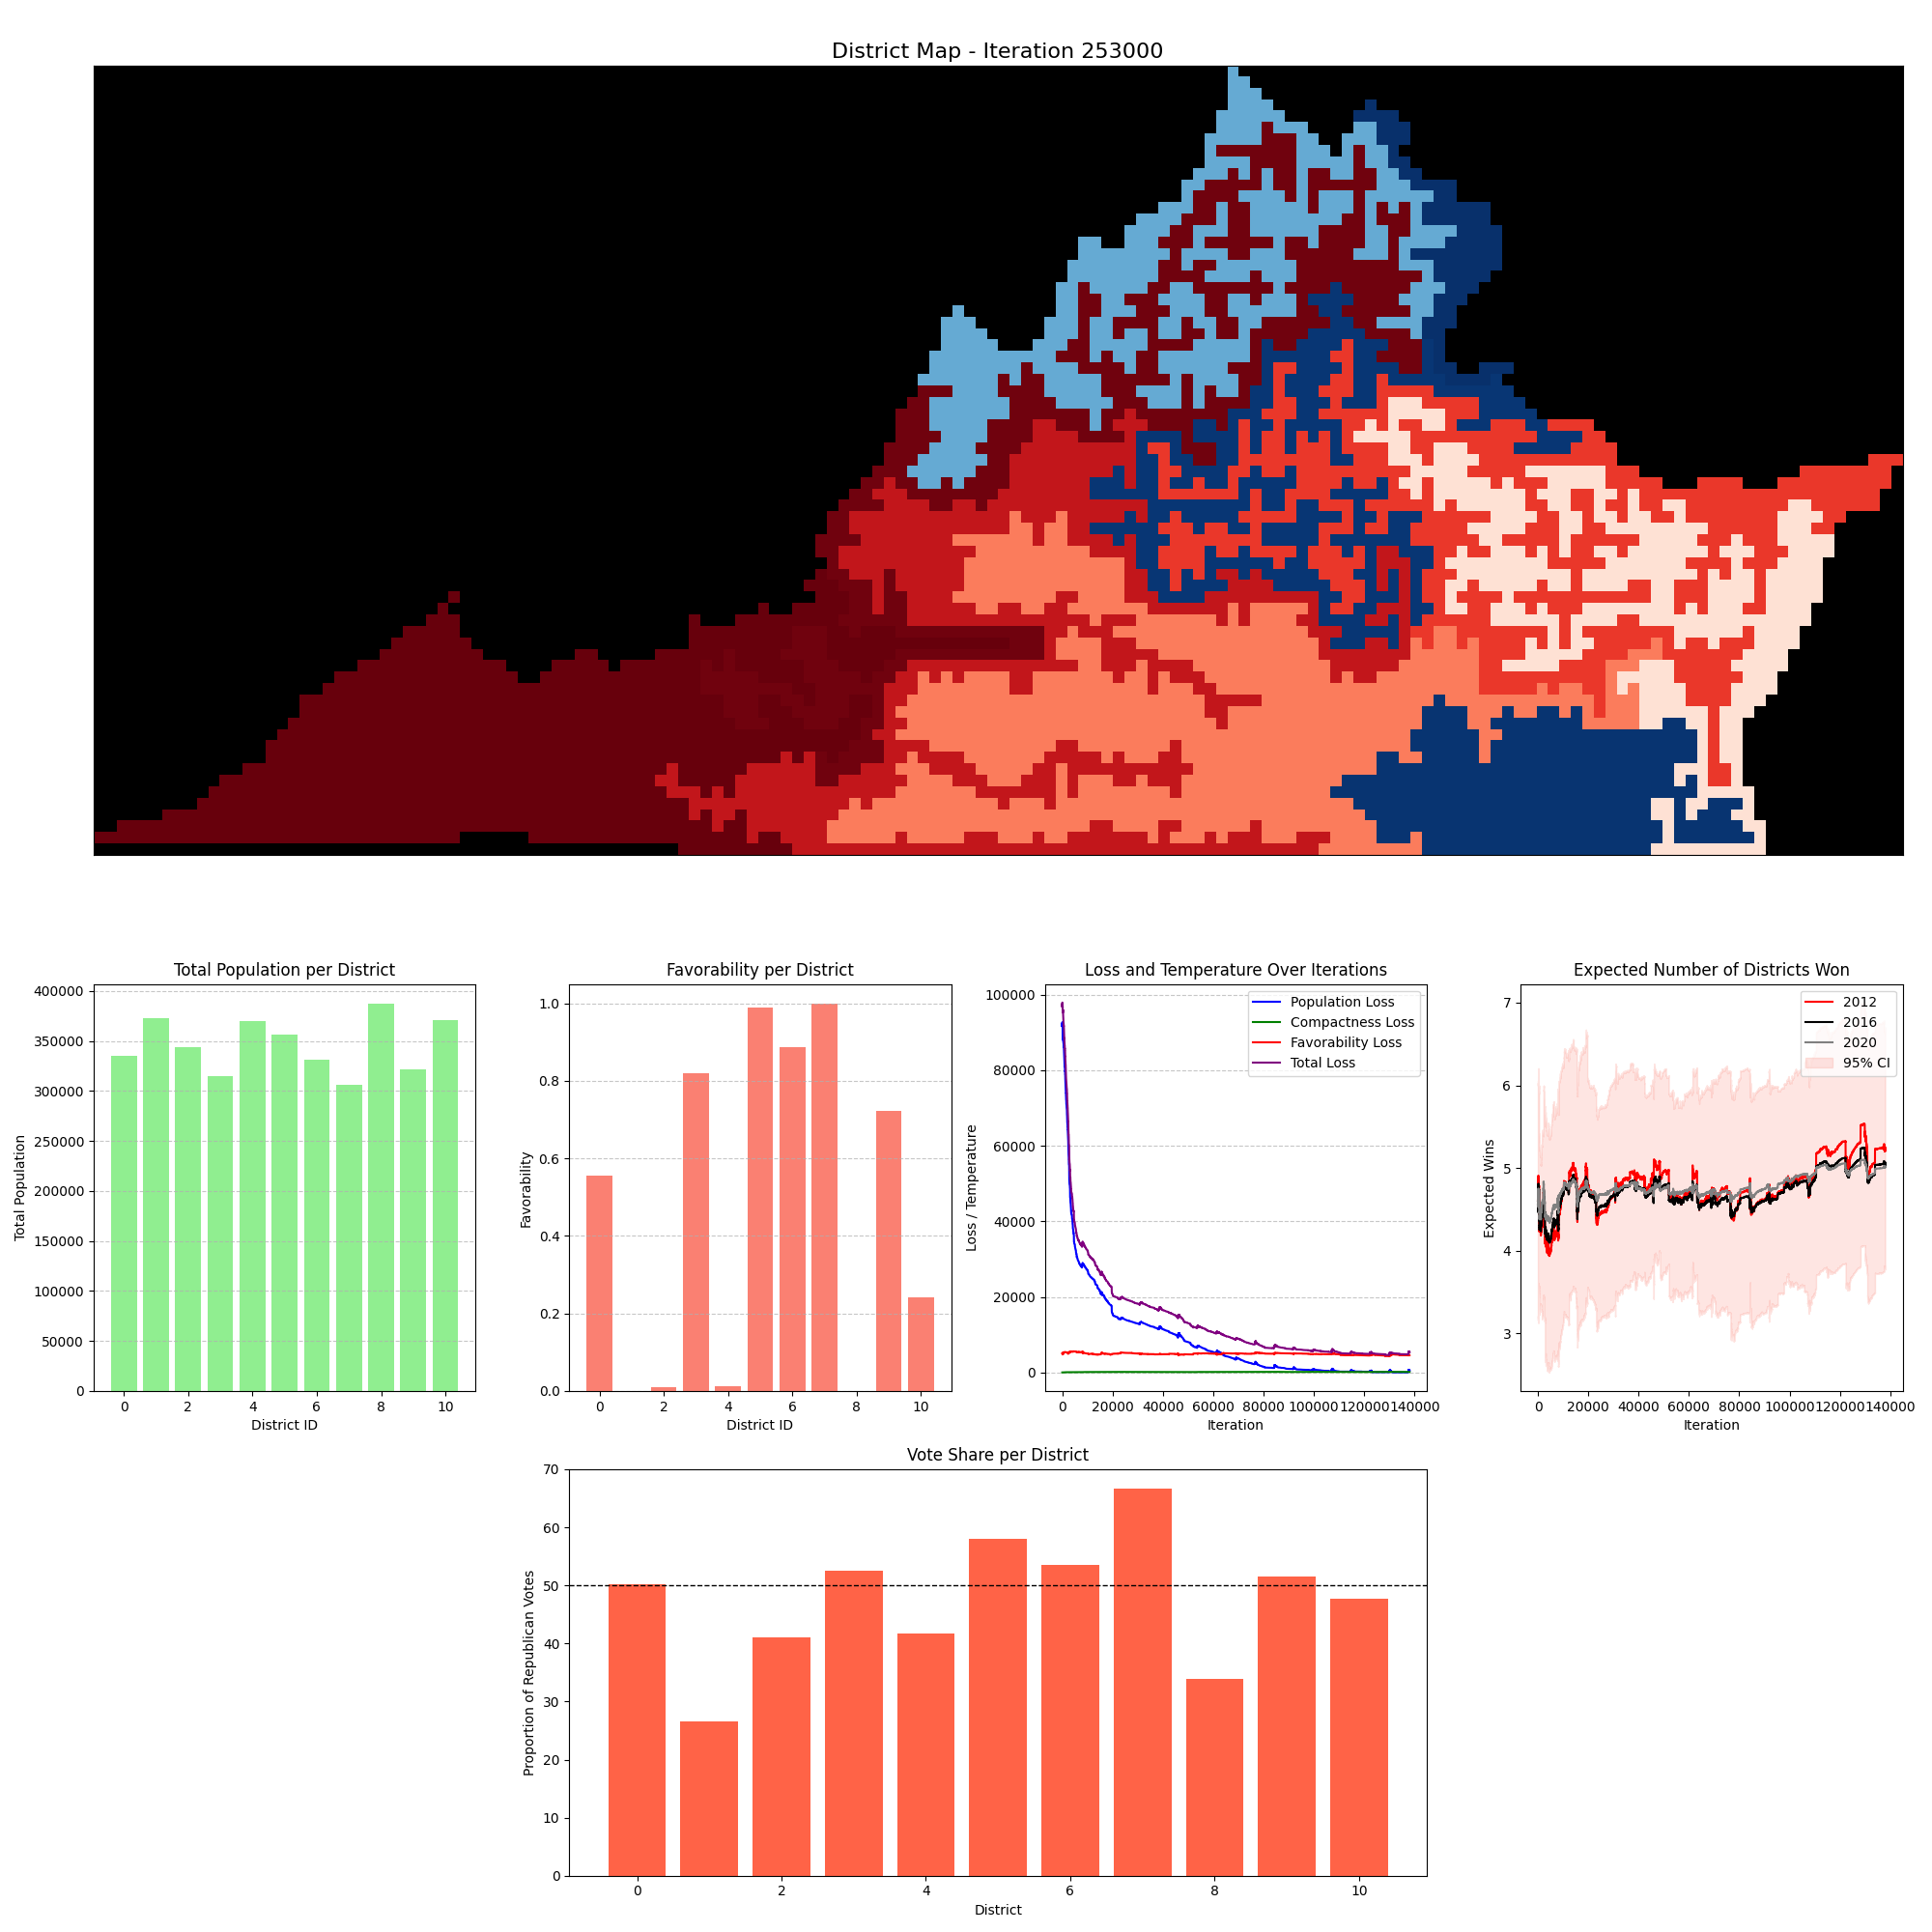 District Map - Iteration 253000
Total Population per District
Total Population
400000
350000
300000
250000
200000
150000
100000
50000
0
0 2 4 6 8 10
District ID
Favorability per District
Favorability
1.0
0.8
0.6
0.4
0.2
0.0
0 2 4 6 8 10
District ID
Loss and Temperature Over Iterations
Loss / Temperature
100000
80000
60000
40000
20000
0
Population Loss
Compactness Loss
Favorability Loss
Total Loss
0 20000 40000 60000 80000 100000 120000 140000
Iteration
Expected Number of Districts Won
Expected Wins
7
6
5
4
3
2012
2016
2020
95% CI
0 20000 40000 60000 80000 100000 120000 140000
Iteration
Vote Share per District
Proportion of Republican Votes
70
60
50
40
30
20
10
0
0 2 4 6 8 10
District